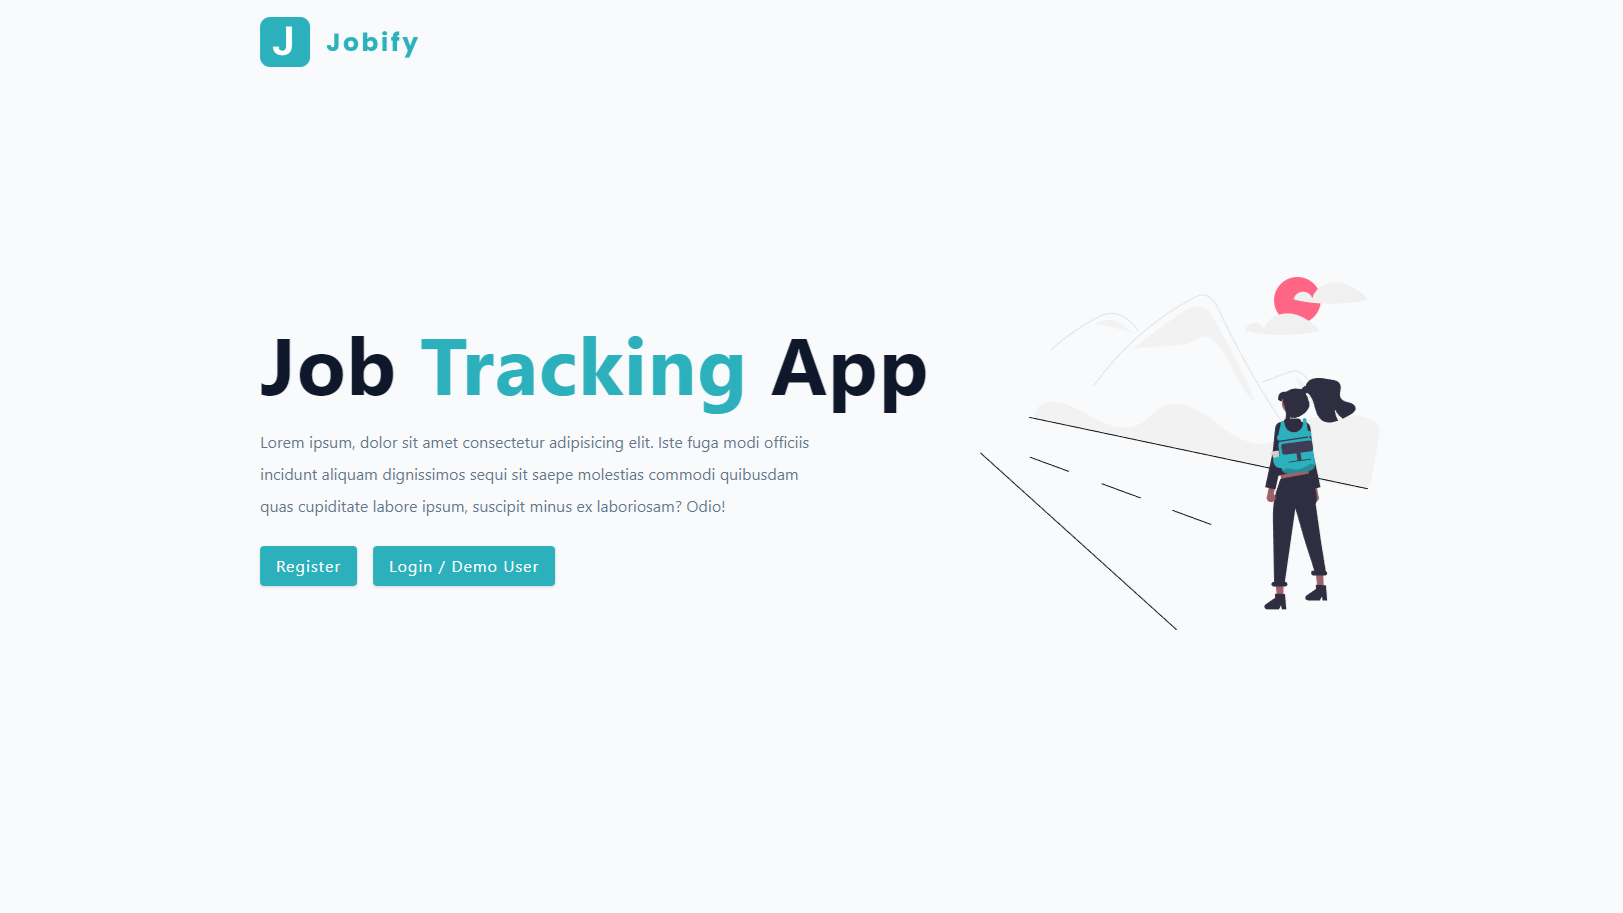 J Jobify
Job Tracking App
Lorem ipsum, dolor sit amet consectetur adipisicing elit. Iste fuga modi officiis
incidunt aliquam dignissimos sequi sit saepe molestias commodi quibusdam
quas cupiditate labore ipsum, suscipit minus ex laboriosam? Odio!
Register
Login / Demo User